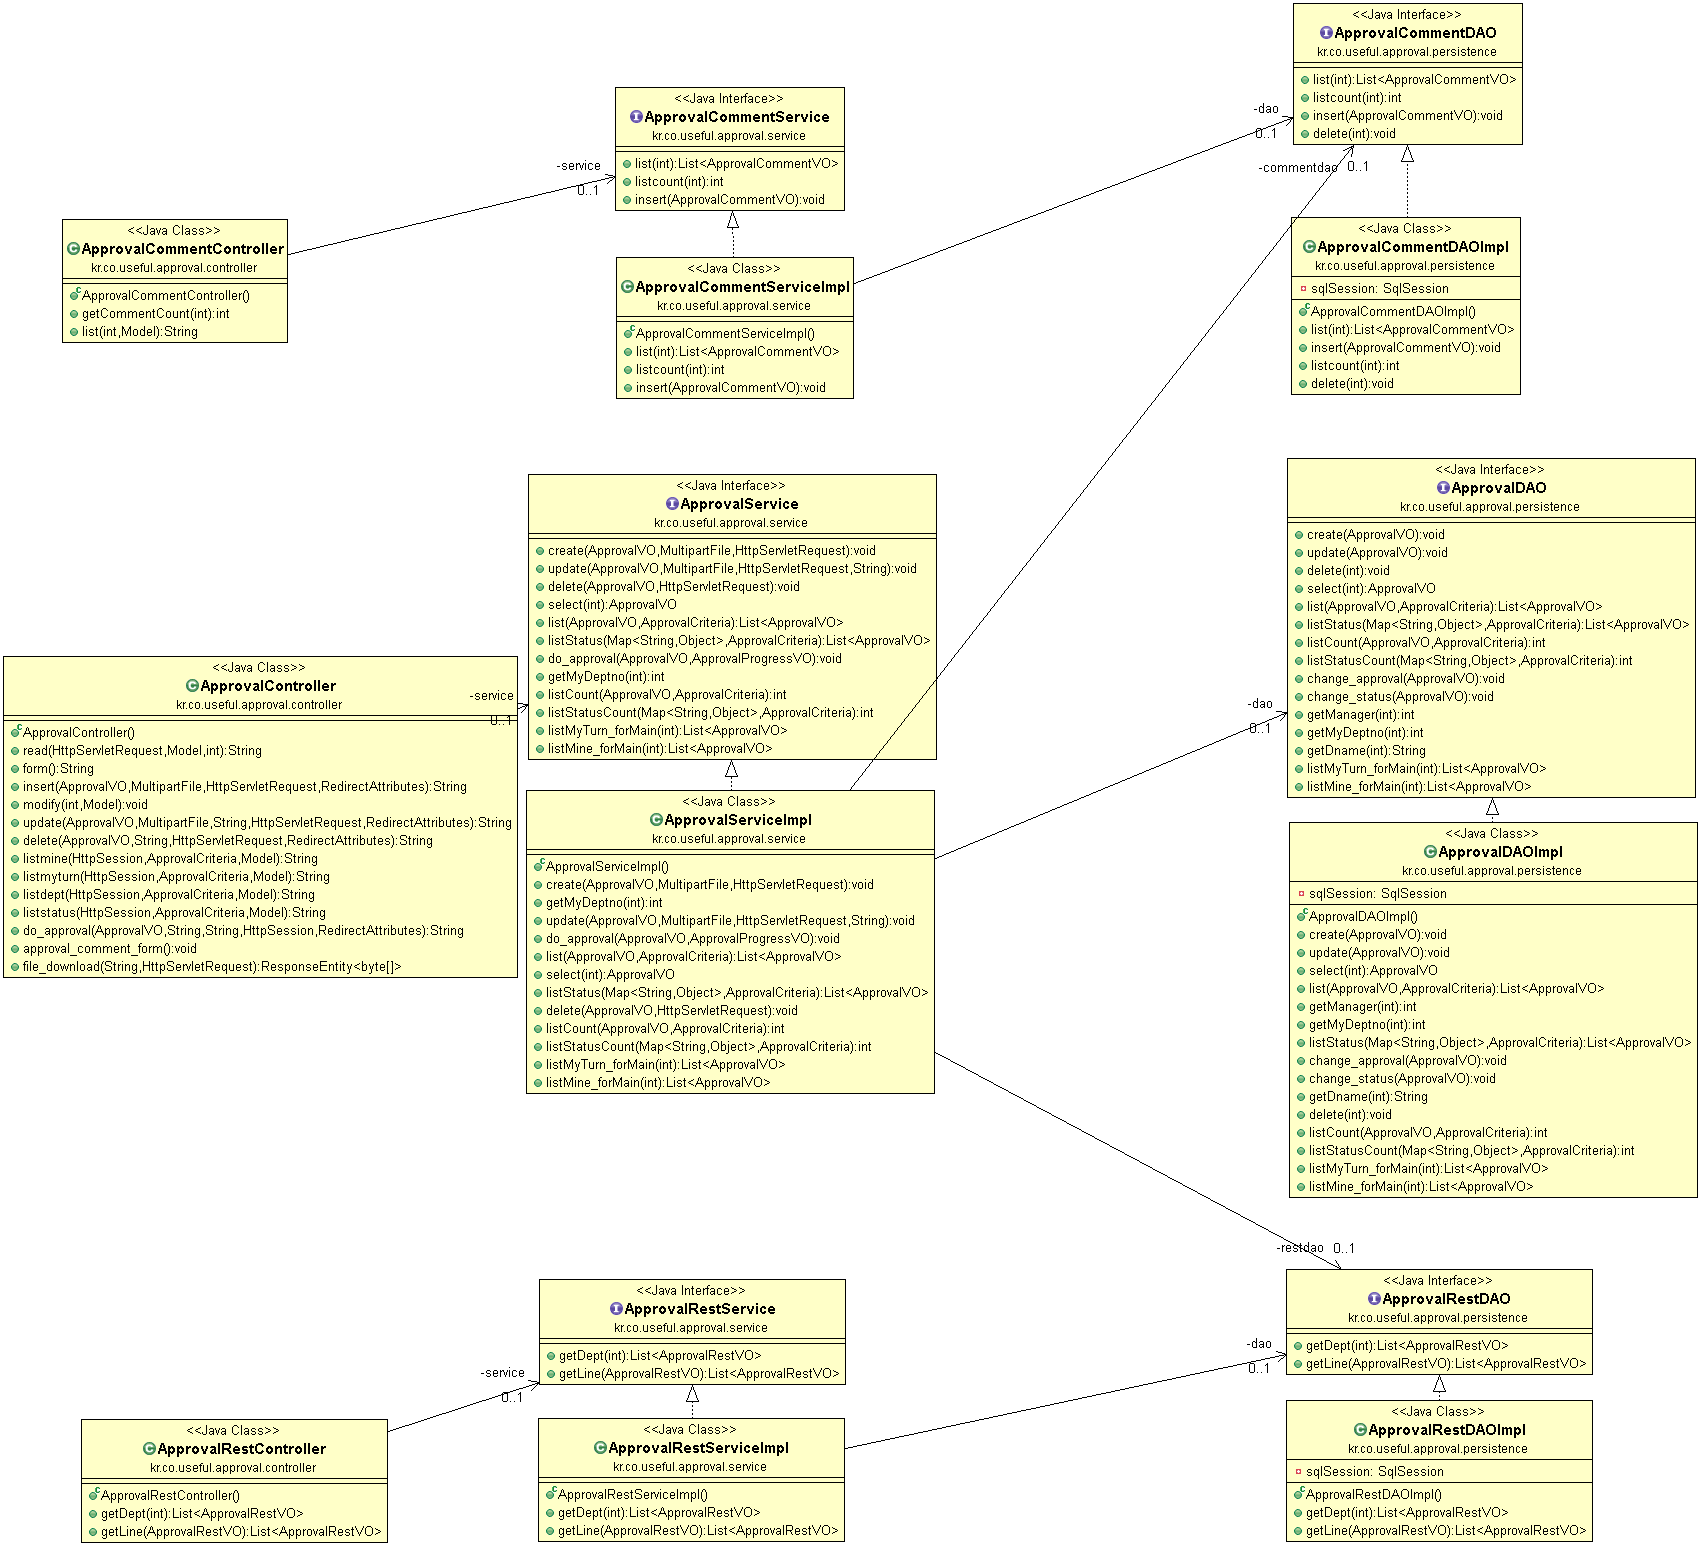 <<Java Interface>>
ApprovalCommentDAO
kr.co.useful.approval.persistence
list(int):List<ApprovalCommentVO>
listcount(int):int
insert(ApprovalCommentVO):void
delete(int):void
<<Java Interface>>
ApprovalCommentService
kr.co.useful.approval.service
list(int):List<ApprovalCommentVO>
listcount(int):int
insert(ApprovalCommentVO):void
-dao
0..1
-service
0..1
-commentdao
0..1
<<Java Class>>
ApprovalCommentController
kr.co.useful.approval.controller
ApprovalCommentController()
getCommentCount(int):int
list(int,Model):String
<<Java Class>>
ApprovalCommentServiceImpl
kr.co.useful.approval.service
ApprovalCommentServiceImpl()
list(int):List<ApprovalCommentVO>
listcount(int):int
insert(ApprovalCommentVO):void
<<Java Class>>
ApprovalCommentDAOImpl
kr.co.useful.approval.persistence
sqlSession: SqlSession
ApprovalCommentDAOImpl()
list(int):List<ApprovalCommentVO>
insert(ApprovalCommentVO):void
listcount(int):int
delete(int):void
<<Java Interface>>
ApprovalService
kr.co.useful.approval.service
create(ApprovalVO,MultipartFile,HttpServletRequest):void
update(ApprovalVO,MultipartFile,HttpServletRequest,String):void
delete(ApprovalVO,HttpServletRequest):void
select(int):ApprovalVO
list(ApprovalVO,ApprovalCriteria):List<ApprovalVO>
listStatus(Map<String,Object>,ApprovalCriteria):List<ApprovalVO>
do_approval(ApprovalVO,ApprovalProgressVO):void
getMyDeptno(int):int
listCount(ApprovalVO,ApprovalCriteria):int
listStatusCount(Map<String,Object>,ApprovalCriteria):int
listMyTurn_forMain(int):List<ApprovalVO>
listMine_forMain(int):List<ApprovalVO>
<<Java Interface>>
ApprovalDAO
kr.co.useful.approval.persistence
create(ApprovalVO):void
update(ApprovalVO):void
delete(int):void
select(int):ApprovalVO
list(ApprovalVO,ApprovalCriteria):List<ApprovalVO>
listStatus(Map<String,Object>,ApprovalCriteria):List<ApprovalVO>
listCount(ApprovalVO,ApprovalCriteria):int
listStatusCount(Map<String,Object>,ApprovalCriteria):int
change_approval(ApprovalVO):void
change_status(ApprovalVO):void
getManager(int):int
getMyDeptno(int):int
getDname(int):String
listMyTurn_forMain(int):List<ApprovalVO>
listMine_forMain(int):List<ApprovalVO>
<<Java Class>>
ApprovalController
kr.co.useful.approval.controller
ApprovalController()
read(HttpServletRequest,Model,int):String
form():String
insert(ApprovalVO,MultipartFile,HttpServletRequest,RedirectAttributes):String
modify(int,Model):void
update(ApprovalVO,MultipartFile,String,HttpServletRequest,RedirectAttributes):String
delete(ApprovalVO,String,HttpServletRequest,RedirectAttributes):String
listmine(HttpSession,ApprovalCriteria,Model):String
listmyturn(HttpSession,ApprovalCriteria,Model):String
listdept(HttpSession,ApprovalCriteria,Model):String
liststatus(HttpSession,ApprovalCriteria,Model):String
do_approval(ApprovalVO,String,String,HttpSession,RedirectAttributes):String
approval_comment_form():void
file_download(String,HttpServletRequest):ResponseEntity<byte[]>
-service
0..1
-dao
0..1
<<Java Class>>
ApprovalServiceImpl
kr.co.useful.approval.service
ApprovalServiceImpl()
create(ApprovalVO,MultipartFile,HttpServletRequest):void
getMyDeptno(int):int
update(ApprovalVO,MultipartFile,HttpServletRequest,String):void
do_approval(ApprovalVO,ApprovalProgressVO):void
list(ApprovalVO,ApprovalCriteria):List<ApprovalVO>
select(int):ApprovalVO
listStatus(Map<String,Object>,ApprovalCriteria):List<ApprovalVO>
delete(ApprovalVO,HttpServletRequest):void
listCount(ApprovalVO,ApprovalCriteria):int
listStatusCount(Map<String,Object>,ApprovalCriteria):int
listMyTurn_forMain(int):List<ApprovalVO>
listMine_forMain(int):List<ApprovalVO>
<<Java Class>>
ApprovalDAOImpl
kr.co.useful.approval.persistence
sqlSession: SqlSession
ApprovalDAOImpl()
create(ApprovalVO):void
update(ApprovalVO):void
select(int):ApprovalVO
list(ApprovalVO,ApprovalCriteria):List<ApprovalVO>
getManager(int):int
getMyDeptno(int):int
listStatus(Map<String,Object>,ApprovalCriteria):List<ApprovalVO>
change_approval(ApprovalVO):void
change_status(ApprovalVO):void
getDname(int):String
delete(int):void
listCount(ApprovalVO,ApprovalCriteria):int
listStatusCount(Map<String,Object>,ApprovalCriteria):int
listMyTurn_forMain(int):List<ApprovalVO>
listMine_forMain(int):List<ApprovalVO>
-restdao
0..1
<<Java Interface>>
ApprovalRestService
kr.co.useful.approval.service
getDept(int):List<ApprovalRestVO>
getLine(ApprovalRestVO):List<ApprovalRestVO>
<<Java Interface>>
ApprovalRestDAO
kr.co.useful.approval.persistence
getDept(int):List<ApprovalRestVO>
getLine(ApprovalRestVO):List<ApprovalRestVO>
-service
0..1
-dao
0..1
<<Java Class>>
ApprovalRestController
kr.co.useful.approval.controller
ApprovalRestController()
getDept(int):List<ApprovalRestVO>
getLine(ApprovalRestVO):List<ApprovalRestVO>
<<Java Class>>
ApprovalRestServiceImpl
kr.co.useful.approval.service
ApprovalRestServiceImpl()
getDept(int):List<ApprovalRestVO>
getLine(ApprovalRestVO):List<ApprovalRestVO>
<<Java Class>>
ApprovalRestDAOImpl
kr.co.useful.approval.persistence
sqlSession: SqlSession
ApprovalRestDAOImpl()
getDept(int):List<ApprovalRestVO>
getLine(ApprovalRestVO):List<ApprovalRestVO>